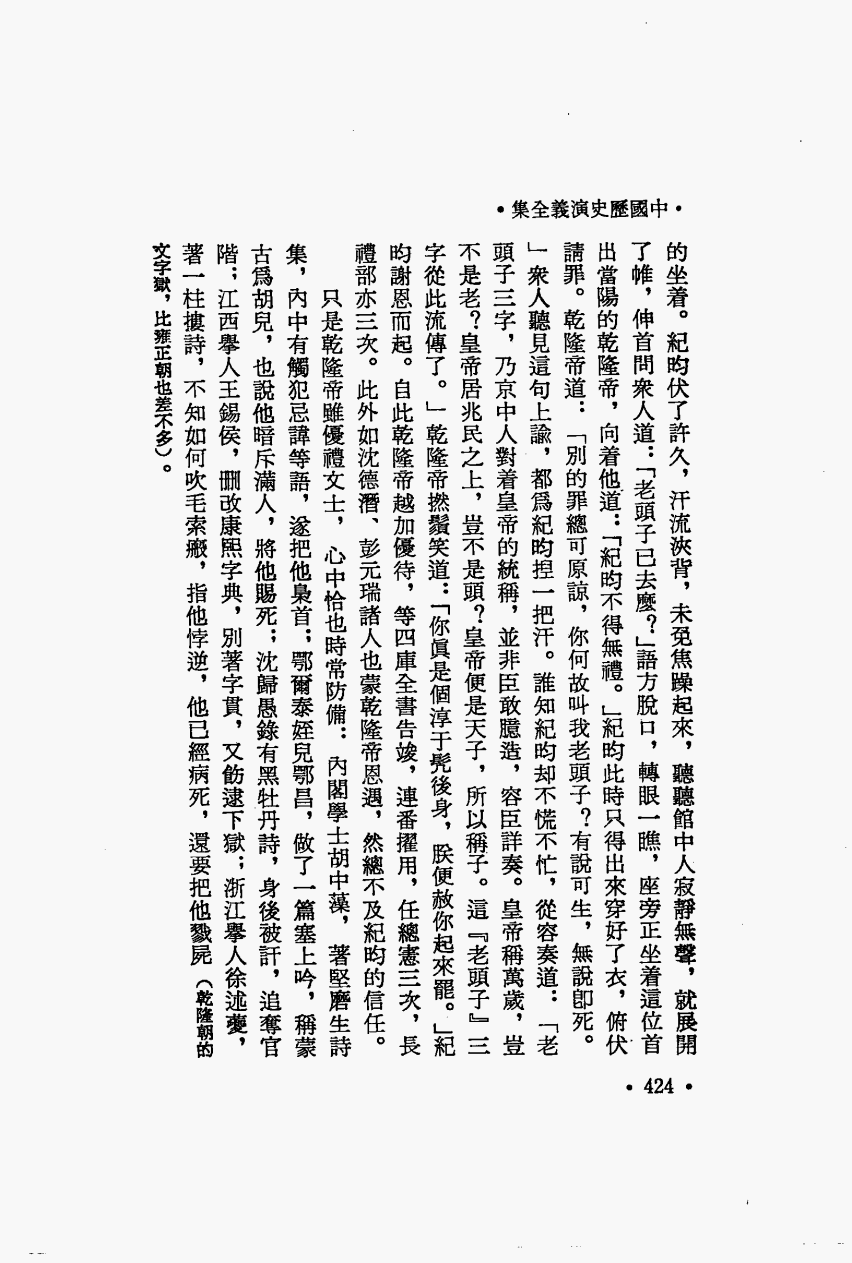 •中國歷史演義全集•
的坐着。紀昀伏了許久，汗流浹背，未免焦躁起來，聽聽館中人寂靜無聲，就展開
了帷，伸首問衆人道：「老頭子已去麼？」語方脫口，轉眼一瞧，座旁正坐着這位首
出當陽的乾隆帝，向着他道：「紀昀不得無禮。」紀昀此時只得出來穿好了衣，俯伏
請罪。乾隆帝道：「別的罪總可原諒，你何故叫我老頭子？有說可生，無說即死。
」衆人聽見這句上諭，都爲紀昀捏一把汗。誰知紀昀却不慌不忙，從容奏道：「老
頭子三字，乃京中人對着皇帝的統稱，並非臣敢臆造，容臣詳奏。皇帝稱萬歲，豈
不是老？皇帝居兆民之上，豈不是頭？皇帝便是天子，所以稱子。這『老頭子』三
字從此流傳了。」乾隆帝撚鬚笑道：「你眞是個淳于髡後身，朕便赦你起來罷。」紀
昀謝恩而起。自此乾隆帝越加優待，等四庫全書告竣，連番擢用，任總憲三次，長
禮部亦三次。此外如沈德潛、彭元瑞諸人也蒙乾隆帝恩遇，然總不及紀昀的信任。
只是乾隆帝雖優禮文士，心中恰也時常防備：內閣學士胡中藻，著堅磨生詩
集，內中有觸犯忌諱等語，遂把他梟首；鄂爾泰姪兒鄂昌，做了一篇塞上吟，稱蒙
古爲胡兒，也說他暗斥滿人，將他賜死；沈歸愚錄有黑牡丹詩，身後被訐，追奪官
階；江西擧人王錫侯，刪改康熙字典，別著字貫，又飭逮下獄；浙江擧人徐述夔，
著一柱摟詩，不知如何吹毛索瘢，指他悖逆，他已經病死，還要把他戮屍（乾隆朝的
文字獄，比雍正朝也差不多）。
•424•